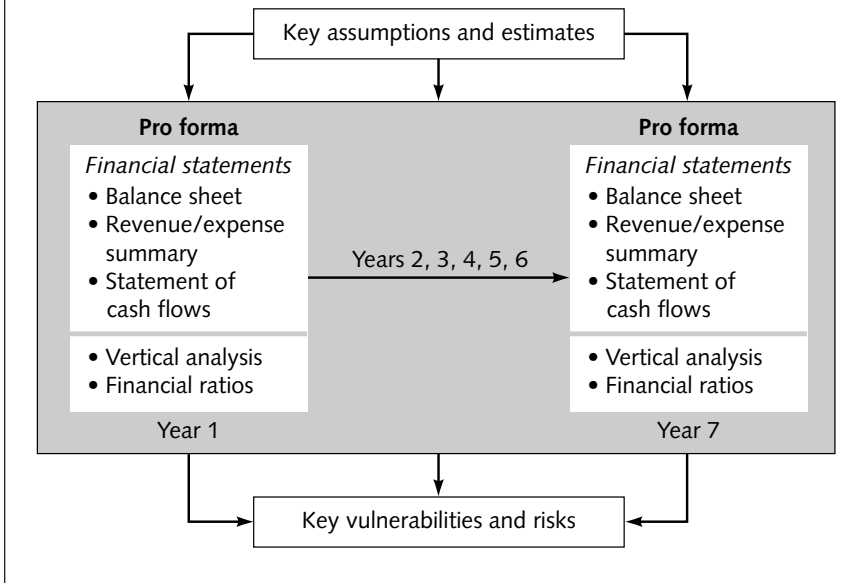 Key assumptions and estimates
Pro forma
Financial statements
• Balance sheet
• Revenue/expense
summary
• Statement of
cash flows
• Vertical analysis
• Financial ratios
Year 1
Years 2, 3, 4, 5, 6
Pro forma
Financial statements
• Balance sheet
• Revenue/expense
summary
• Statement of
cash flows
• Vertical analysis
• Financial ratios
Year 7
Key vulnerabilities and risks